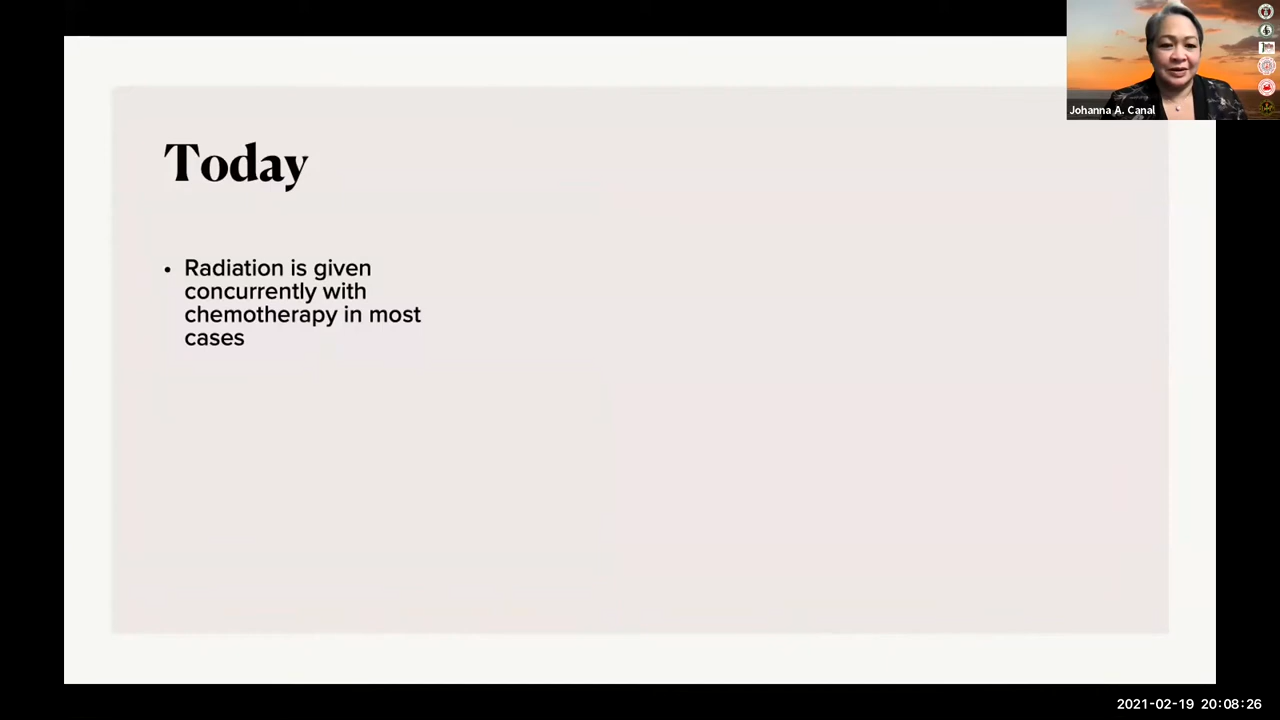 Johanna A. Canal
Today
• Radiation is given
concurrently with
chemotherapy in most
cases
2021-02-19 20:08:26